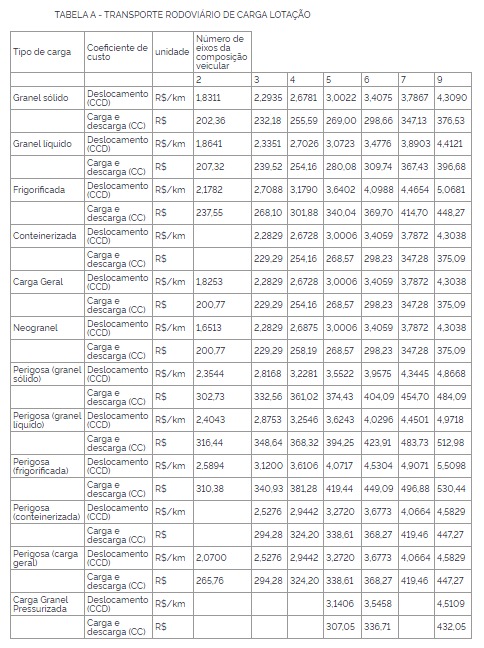 TABELA A - TRANSPORTE RODOVIÁRIO DE CARGA LOTAÇÃO
Tipo de carga Coeficiente de custo unidade Número de eixos da composição veicular
2 3 4 5 6 7 9
Granel sólido Deslocamento (CCD) R$/km 1,8311 2,2935 2,6781 3,0022 3,4075 3,7867 4,3090
Carga e descarga (CC) R$ 202,36 232,18 255,59 269,00 298,66 347,13 376,53
Granel líquido Deslocamento (CCD) R$/km 1,8641 2,3351 2,7026 3,0723 3,4776 3,8903 4,4121
Carga e descarga (CC) R$ 207,32 239,52 254,16 280,08 309,74 367,43 396,68
Frigorificada Deslocamento (CCD) R$/km 2,1782 2,7088 3,1790 3,6402 4,0988 4,4654 5,0681
Carga e descarga (CC) R$ 237,55 268,10 301,88 340,04 369,70 414,70 448,27
Conteinerizada Deslocamento (CCD) R$/km 2,2829 2,6728 3,0006 3,4059 3,7872 4,3038
Carga e descarga (CC) R$ 229,29 254,16 268,57 298,23 347,28 375,09
Carga Geral Deslocamento (CCD) R$/km 1,8253 2,2829 2,6728 3,0006 3,4059 3,7872 4,3038
Carga e descarga (CC) R$ 200,77 229,29 254,16 268,57 298,23 347,28 375,09
Neogranel Deslocamento (CCD) R$/km 1,6513 2,2829 2,6875 3,0006 3,4059 3,7872 4,3038
Carga e descarga (CC) R$ 200,77 229,29 258,19 268,57 298,23 347,28 375,09
Perigosa (granel sólido) Deslocamento (CCD) R$/km 2,3544 2,8168 3,2281 3,5522 3,9575 4,3445 4,8668
Carga e descarga (CC) R$ 302,73 332,56 361,02 374,43 404,09 454,70 484,09
Perigosa (granel líquido) Deslocamento (CCD) R$/km 2,4043 2,8753 3,2546 3,6243 4,0296 4,4501 4,9718
Carga e descarga (CC) R$ 316,44 348,64 368,32 394,25 423,91 483,73 512,98
Perigosa (frigorificada) Deslocamento (CCD) R$/km 2,5894 3,1200 3,6106 4,0717 4,5304 4,9071 5,5098
Carga e descarga (CC) R$ 310,38 340,93 381,28 419,44 449,09 496,88 530,44
Perigosa (conteinerizada) Deslocamento (CCD) R$/km 2,5276 2,9442 3,2720 3,6773 4,0664 4,5829
Carga e descarga (CC) R$ 294,28 324,20 338,61 368,27 419,46 447,27
Perigosa (carga geral) Deslocamento (CCD) R$/km 2,0700 2,5276 2,9442 3,2720 3,6773 4,0664 4,5829
Carga e descarga (CC) R$ 265,76 294,28 324,20 338,61 368,27 419,46 447,27
Carga Granel Pressurizada Deslocamento (CCD) R$/km 3,1406 3,5458 4,5109
Carga e descarga (CC) R$ 307,05 336,71 432,05